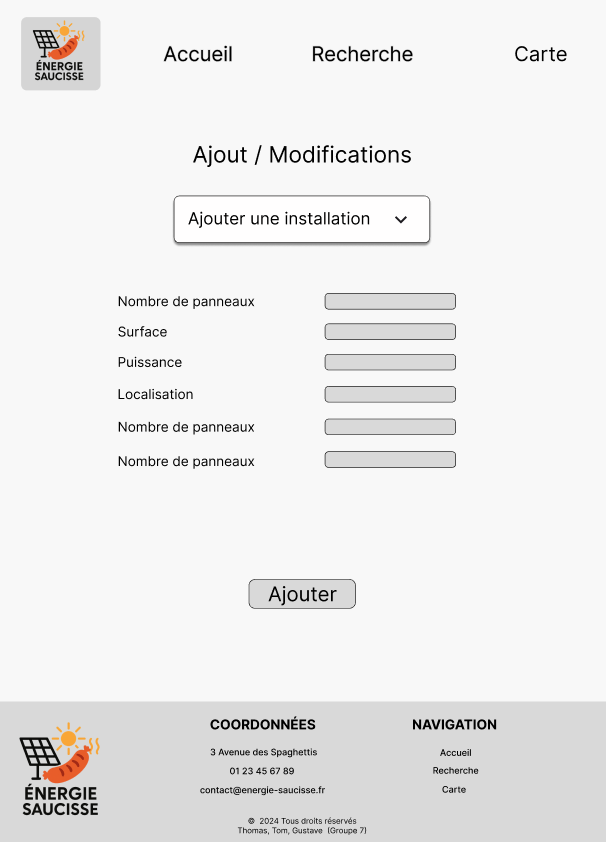 ÉNERGIE
SAUCISSE
Accueil
Recherche
Carte
Ajout / Modifications
Ajouter une installation
Nombre de panneaux
Surface
Puissance
Localisation
Nombre de panneaux
Nombre de panneaux
Ajouter
ÉNERGIE
SAUCISSE
COORDONNÉES
3 Avenue des Spaghettis
01 23 45 67 89
contact@energie-saucisse.fr
NAVIGATION
Accueil
Recherche
Carte
© 2024 Tous droits réservés
Thomas, Tom, Gustave (Groupe 7)